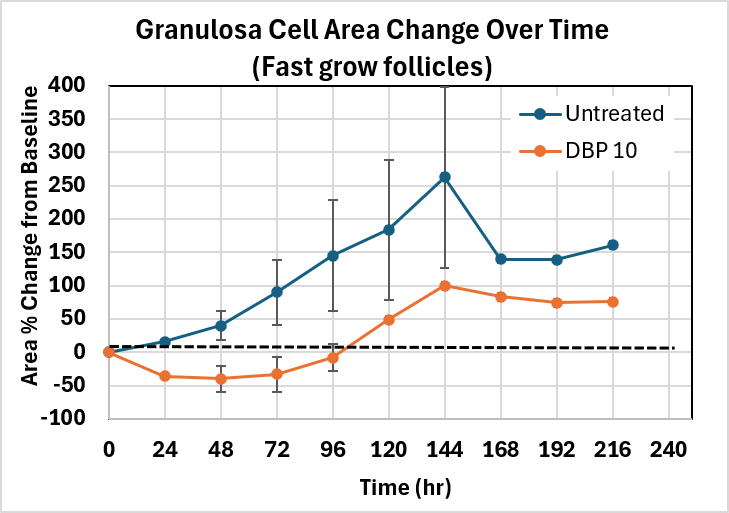 Granulosa Cell Area Change Over Time
(Fast grow follicles)
Area % Change from Baseline
400
350
300
250
200
150
100
50
0
-50
-100
Untreated
DBP 10
0 24 48 72 96 120 144 168 192 216 240
Time (hr)